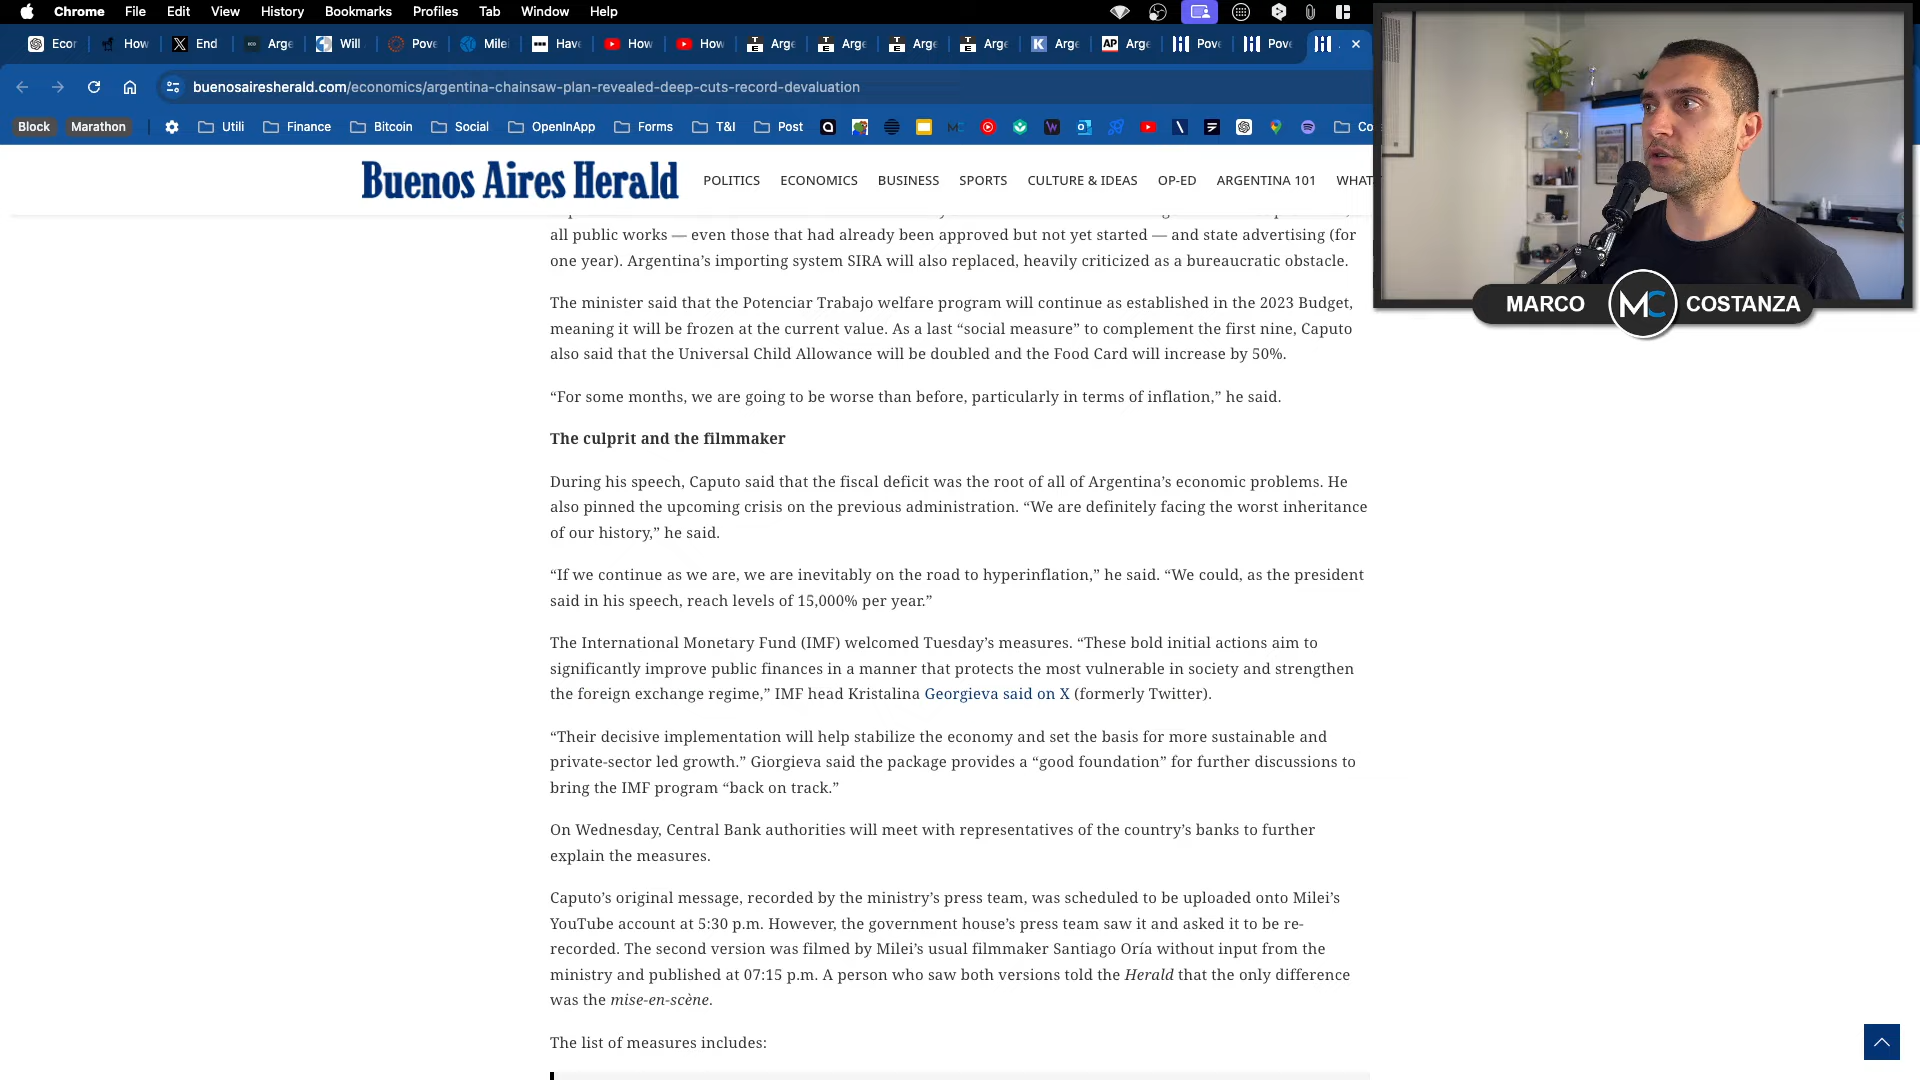 Chrome File Edit View History Bookmarks Profiles Tab Window Help
Ecor How End Arge Will Pove Milei Have How How Arge Arge Arge Arge Arge Arge Pove Pove
buenosairesherald.com/economics/argentina-chainsaw-plan-revealed-deep-cuts-record-devaluation
Block Marathon Utili Finance Bitcoin Social OpenInApp Forms T&I Post Co
Buenos Aires Herald POLITICS ECONOMICS BUSINESS SPORTS CULTURE & IDEAS OP-ED ARGENTINA 101 WHAT
all public works — even those that had already been approved but not yet started — and state advertising (for
one year). Argentina’s importing system SIRA will also replaced, heavily criticized as a bureaucratic obstacle.
The minister said that the Potenciar Trabajo welfare program will continue as established in the 2023 Budget,
meaning it will be frozen at the current value. As a last “social measure” to complement the first nine, Caputo
also said that the Universal Child Allowance will be doubled and the Food Card will increase by 50%.
“For some months, we are going to be worse than before, particularly in terms of inflation,” he said.
The culprit and the filmmaker
During his speech, Caputo said that the fiscal deficit was the root of all of Argentina’s economic problems. He
also pinned the upcoming crisis on the previous administration. “We are definitely facing the worst inheritance
of our history,” he said.
“If we continue as we are, we are inevitably on the road to hyperinflation,” he said. “We could, as the president
said in his speech, reach levels of 15,000% per year.”
The International Monetary Fund (IMF) welcomed Tuesday’s measures. “These bold initial actions aim to
significantly improve public finances in a manner that protects the most vulnerable in society and strengthen
the foreign exchange regime,” IMF head Kristalina Georgieva said on X (formerly Twitter).
“Their decisive implementation will help stabilize the economy and set the basis for more sustainable and
private-sector led growth.” Giorgieva said the package provides a “good foundation” for further discussions to
bring the IMF program “back on track.”
On Wednesday, Central Bank authorities will meet with representatives of the country’s banks to further
explain the measures.
Caputo’s original message, recorded by the ministry’s press team, was scheduled to be uploaded onto Milei’s
YouTube account at 5:30 p.m. However, the government house’s press team saw it and asked it to be re-
recorded. The second version was filmed by Milei’s usual filmmaker Santiago Oría without input from the
ministry and published at 07:15 p.m. A person who saw both versions told the Herald that the only difference
was the mise-en-scène.
The list of measures includes:
MARCO MC COSTANZA